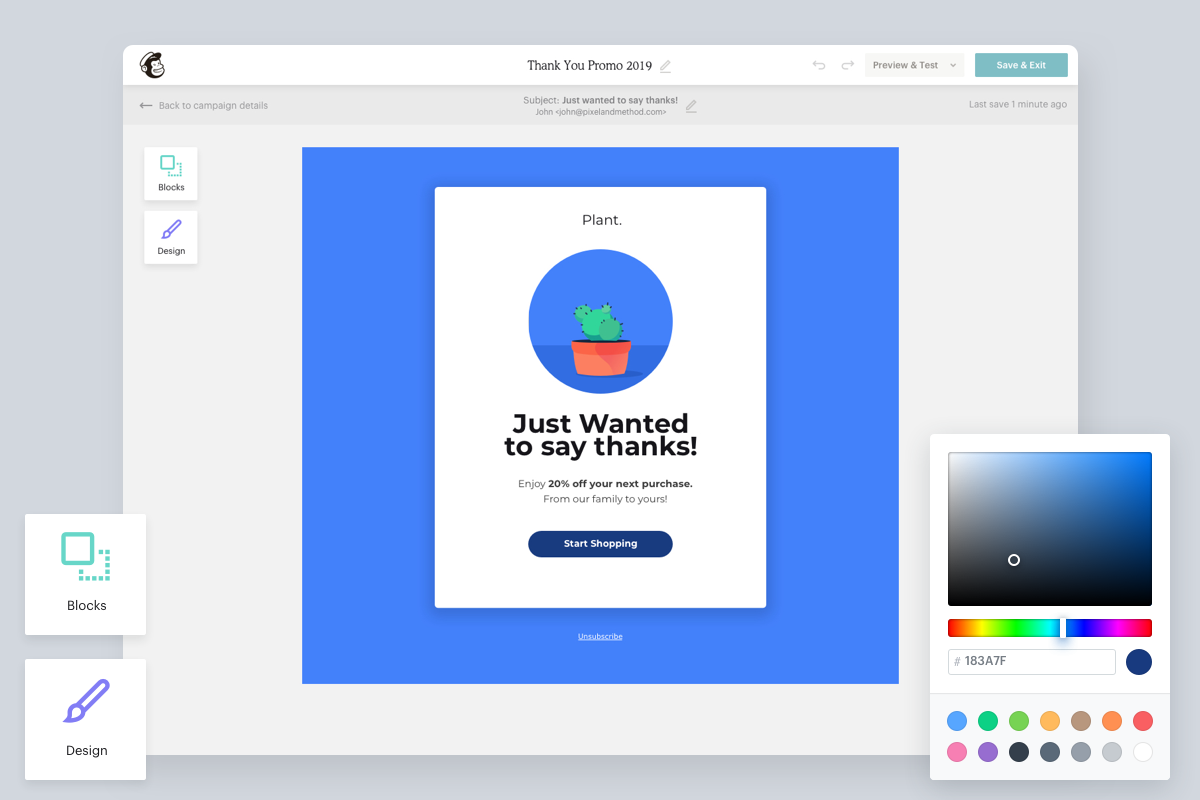 Thank You Promo 2019
Preview & Test
Save & Exit
Back to campaign details
Subject: Just wanted to say thanks!
John <john@pixelandmethod.com>
Last save 1 minute ago
Blocks
Design
Plant.
Just Wanted
to say thanks!
Enjoy 20% off your next purchase.
From our family to yours!
Start Shopping
Unsubscribe
Blocks
Design
# 183A7F